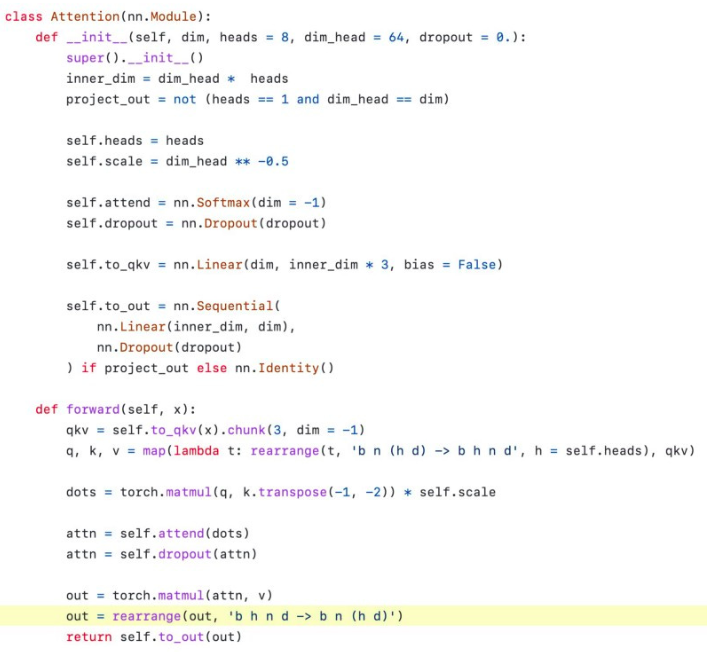 class Attention(nn.Module):
    def __init__(self, dim, heads = 8, dim_head = 64, dropout = 0.):
        super().__init__()
        inner_dim = dim_head *  heads
        project_out = not (heads == 1 and dim_head == dim)

        self.heads = heads
        self.scale = dim_head ** -0.5

        self.attend = nn.Softmax(dim = -1)
        self.dropout = nn.Dropout(dropout)

        self.to_qkv = nn.Linear(dim, inner_dim * 3, bias = False)

        self.to_out = nn.Sequential(
            nn.Linear(inner_dim, dim),
            nn.Dropout(dropout)
        ) if project_out else nn.Identity()

    def forward(self, x):
        qkv = self.to_qkv(x).chunk(3, dim = -1)
        q, k, v = map(lambda t: rearrange(t, 'b n (h d) -> b h n d', h = self.heads), qkv)

        dots = torch.matmul(q, k.transpose(-1, -2)) * self.scale

        attn = self.attend(dots)
        attn = self.dropout(attn)

        out = torch.matmul(attn, v)
        out = rearrange(out, 'b h n d -> b n (h d)')
        return self.to_out(out)